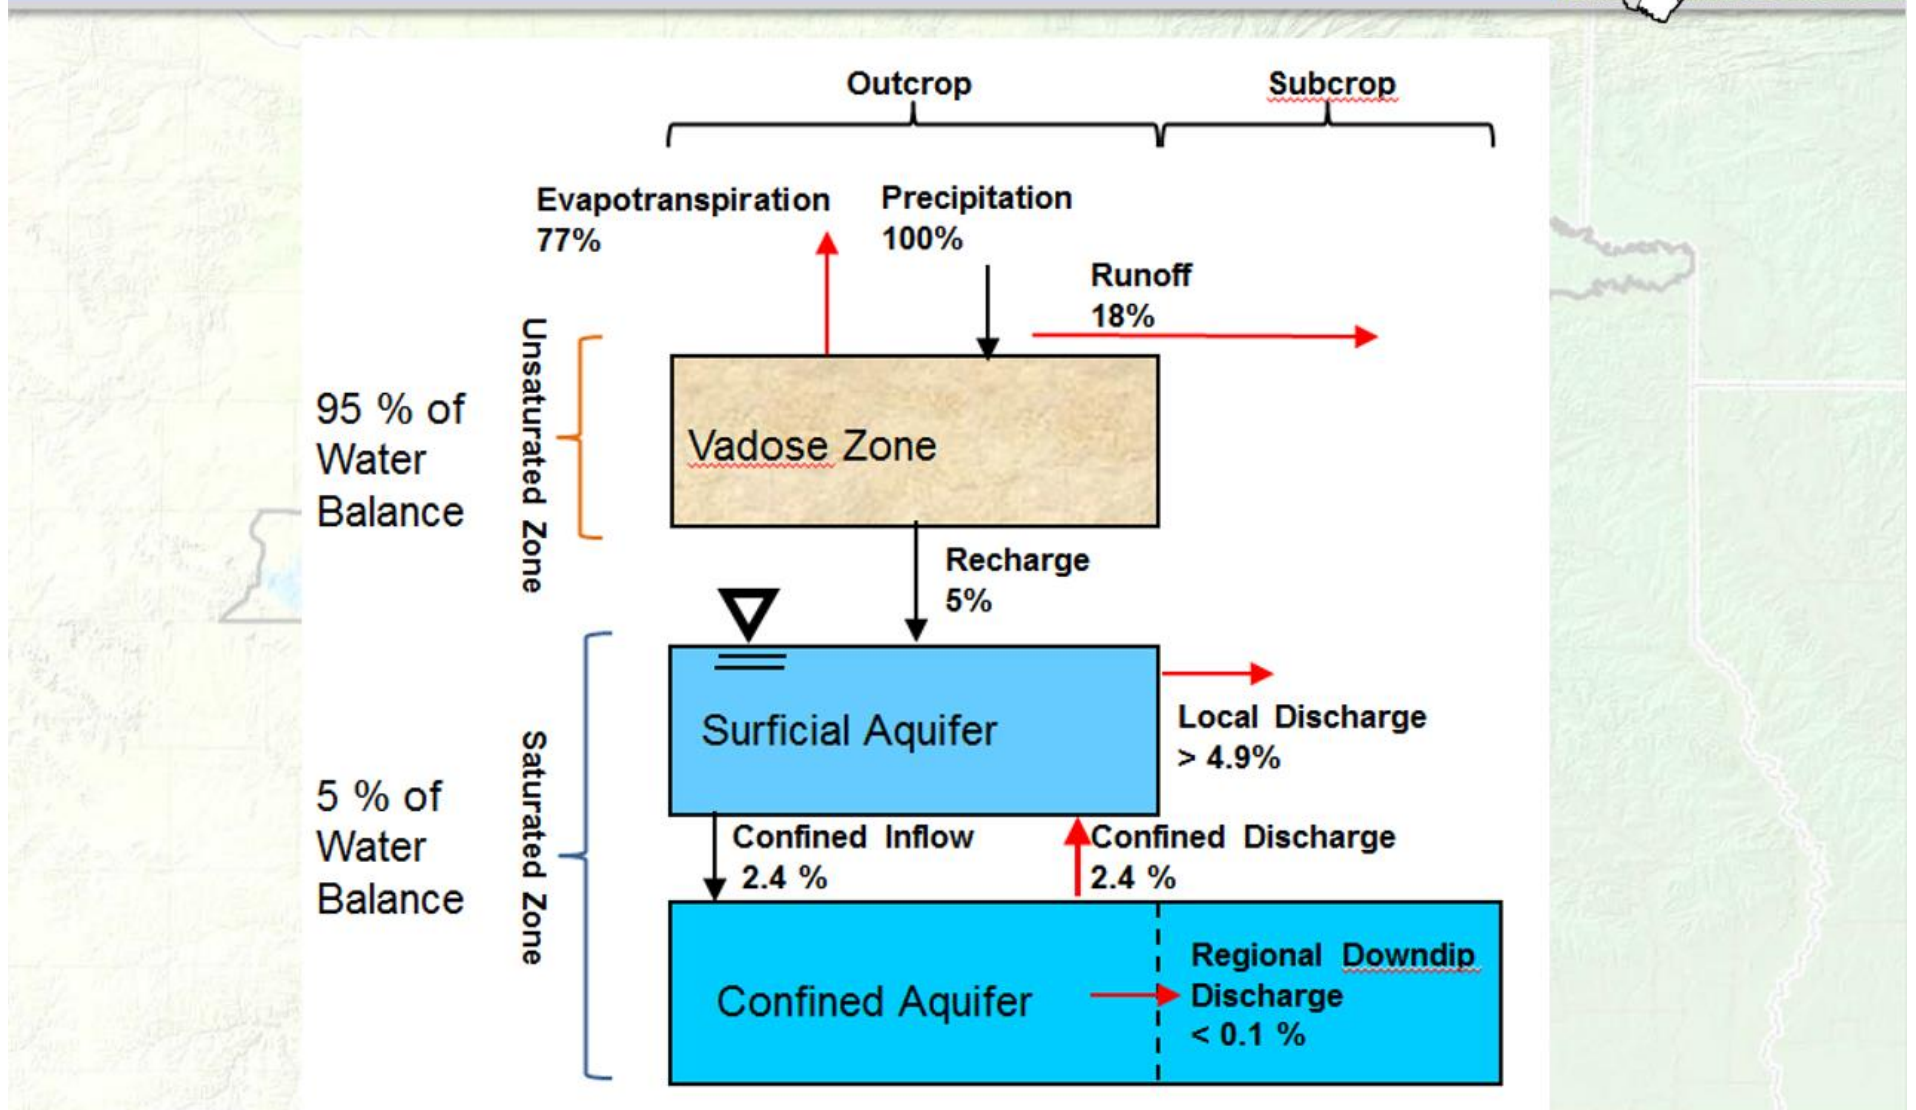 Outcrop
Subcrop
Evapotranspiration
77%
Precipitation
100%
Runoff
18%
95 % of
Water
Balance
Unsaturated Zone
Vadose Zone
Recharge
5%
Surficial Aquifer
Local Discharge
> 4.9%
5 % of
Water
Balance
Saturated Zone
Confined Inflow
2.4 %
Confined Discharge
2.4 %
Confined Aquifer
Regional Downdip
Discharge
< 0.1 %